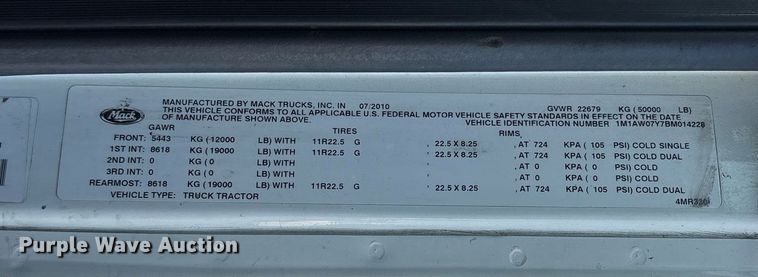 Mack
MANUFACTURED BY MACK TRUCKS, INC. IN 07/2010 GVWR 22679 KG (50000 LB)
THIS VEHICLE CONFORMS TO ALL APPLICABLE U.S. FEDERAL MOTOR VEHICLE SAFETY STANDARDS IN EFFECT ON THE DATE
OF MANUFACTURE SHOWN ABOVE. VEHICLE IDENTIFICATION NUMBER 1M1AW07Y7BM014228
GAWR TIRES RIMS
FRONT: 5443 KG (12000 LB) WITH 11R22.5 G , 22.5 X 8.25 , AT 724 KPA ( 105 PSI) COLD SINGLE
1ST INT: 8618 KG (19000 LB) WITH 11R22.5 G , 22.5 X 8.25 , AT 724 KPA ( 105 PSI) COLD DUAL
2ND INT: 0 KG ( 0 LB) WITH , , AT 0 KPA ( 0 PSI) COLD
3RD INT: 0 KG ( 0 LB) WITH , , AT 0 KPA ( 0 PSI) COLD
REARMOST: 8618 KG (19000 LB) WITH 11R22.5 G , 22.5 X 8.25 , AT 724 KPA ( 105 PSI) COLD DUAL
VEHICLE TYPE: TRUCK TRACTOR
Purple Wave Auction